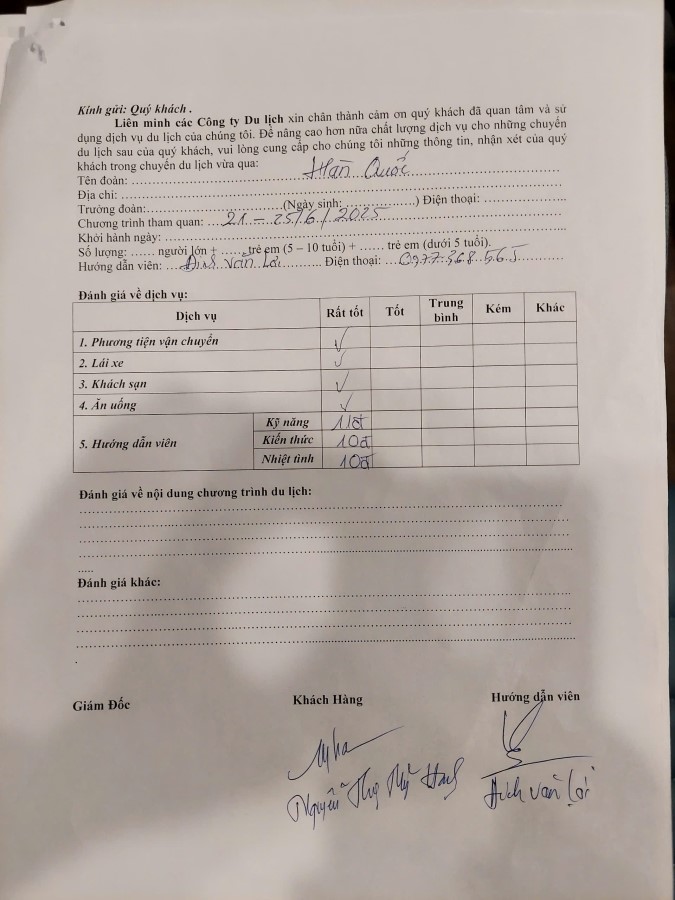 Kính gửi: Quý khách .
Liên minh các Công ty Du lịch xin chân thành cảm ơn quý khách đã quan tâm và sử
dụng dịch vụ du lịch của chúng tôi. Để nâng cao hơn nữa chất lượng dịch vụ cho những chuyến
du lịch sau của quý khách, vui lòng cung cấp cho chúng tôi những thông tin, nhận xét của quý
khách trong chuyến du lịch vừa qua:
Tên đoàn: ........ Hàn Quốc ........
Địa chỉ: ........
Trưởng đoàn:........(Ngày sinh:........) Điện thoại: ........
Chương trình tham quan: ... 21 – 25/6/2025 ........
Khởi hành ngày: ........
Số lượng: ...... người lớn + ...... trẻ em (5 – 10 tuổi) + ...... trẻ em (dưới 5 tuổi).
Hướng dẫn viên: ... Đinh Văn Lợi ........ Điện thoại: ... 0977.368.565 ........
Đánh giá về dịch vụ:
Dịch vụ Rất tốt Tốt Trung bình Kém Khác
1. Phương tiện vận chuyển ✓
2. Lái xe ✓
3. Khách sạn ✓
4. Ăn uống ✓
5. Hướng dẫn viên
Kỹ năng 11đ
Kiến thức 10đ
Nhiệt tình 10đ
Đánh giá về nội dung chương trình du lịch:
Đánh giá khác:
Giám Đốc Khách Hàng Hướng dẫn viên
Nguyễn Thị Mỹ Đinh Văn Lợi